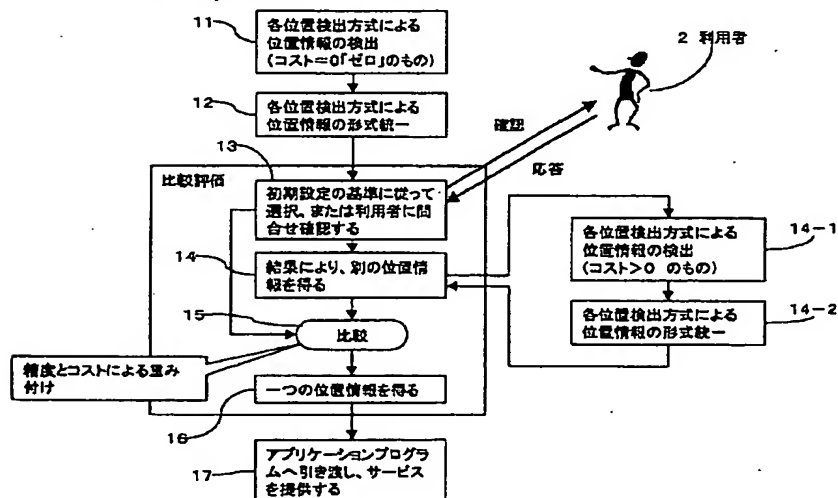 11
各位置検出方式による
位置情報の検出
(コスト=0「ゼロ」のもの)
2 利用者
12
各位置検出方式による
位置情報の形式統一
確認
応答
13
比較評価
初期設定の基準に従って
選択、または利用者に問
合せ確認する
14
結果により、別の位置情
報を得る
14-1
各位置検出方式による
位置情報の検出
(コスト>0 のもの)
14-2
各位置検出方式による
位置情報の形式統一
15
比較
精度とコストによる重み
付け
16
一つの位置情報を得る
17
アプリケーションプログラ
ムへ引き渡し、サービス
を提供する